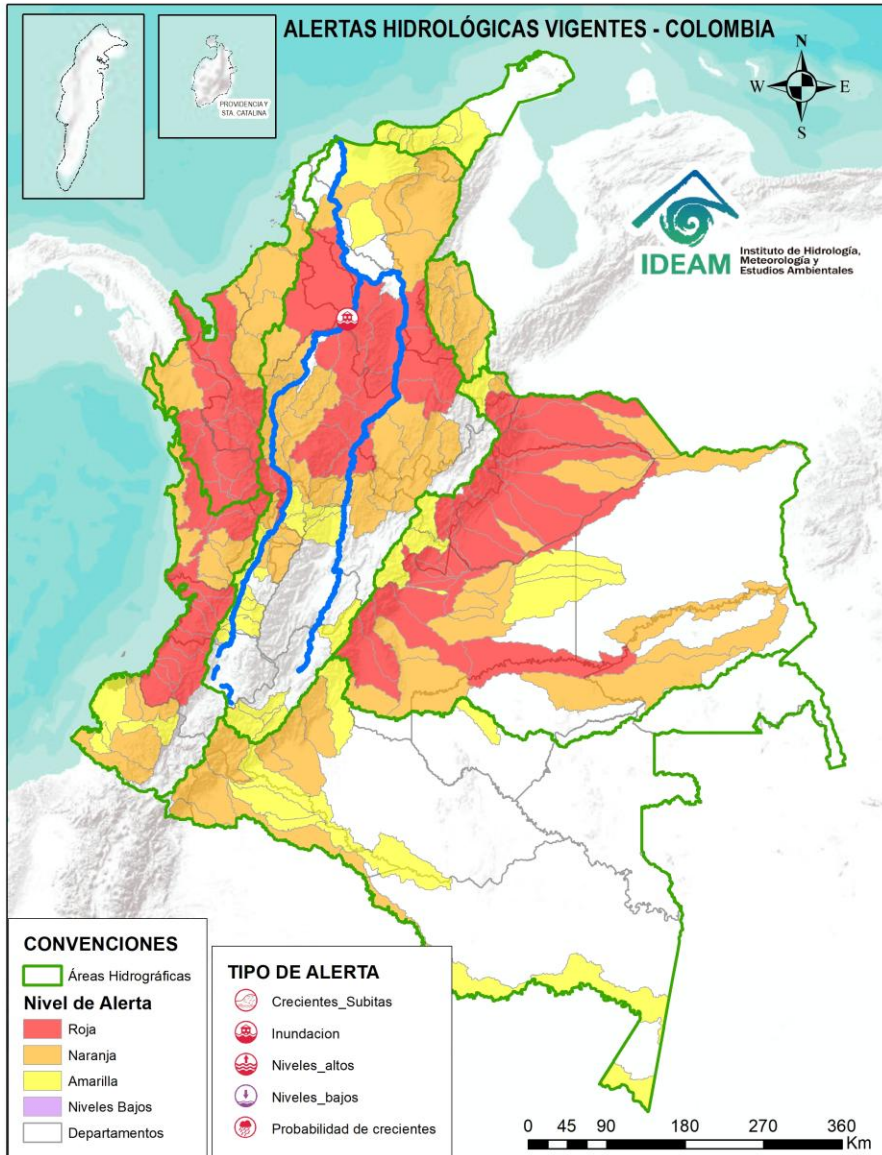 ALERTAS HIDROLÓGICAS VIGENTES - COLOMBIA
PROVIDENCIA Y
STA. CATALINA
N
W
E
S
IDEAM
Instituto de Hidrología,
Meteorología y
Estudios Ambientales
CONVENCIONES
Áreas Hidrográficas
Nivel de Alerta
Roja
Naranja
Amarilla
Niveles Bajos
Departamentos
TIPO DE ALERTA
Crecientes_Subitas
Inundacion
Niveles_altos
Niveles_bajos
Probabilidad de crecientes
0 45 90 180 270 360
Km